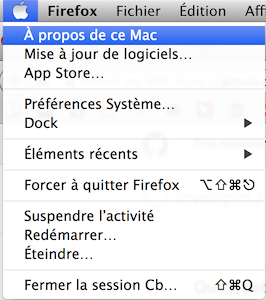 Firefox Fichier Édition Aff
À propos de ce Mac
Mise à jour de logiciels…
App Store…
Préférences Système…
Dock
Éléments récents
Forcer à quitter Firefox ⌥⇧⌘⎋
Suspendre l'activité
Redémarrer…
Éteindre…
Fermer la session Cb… ⇧⌘Q